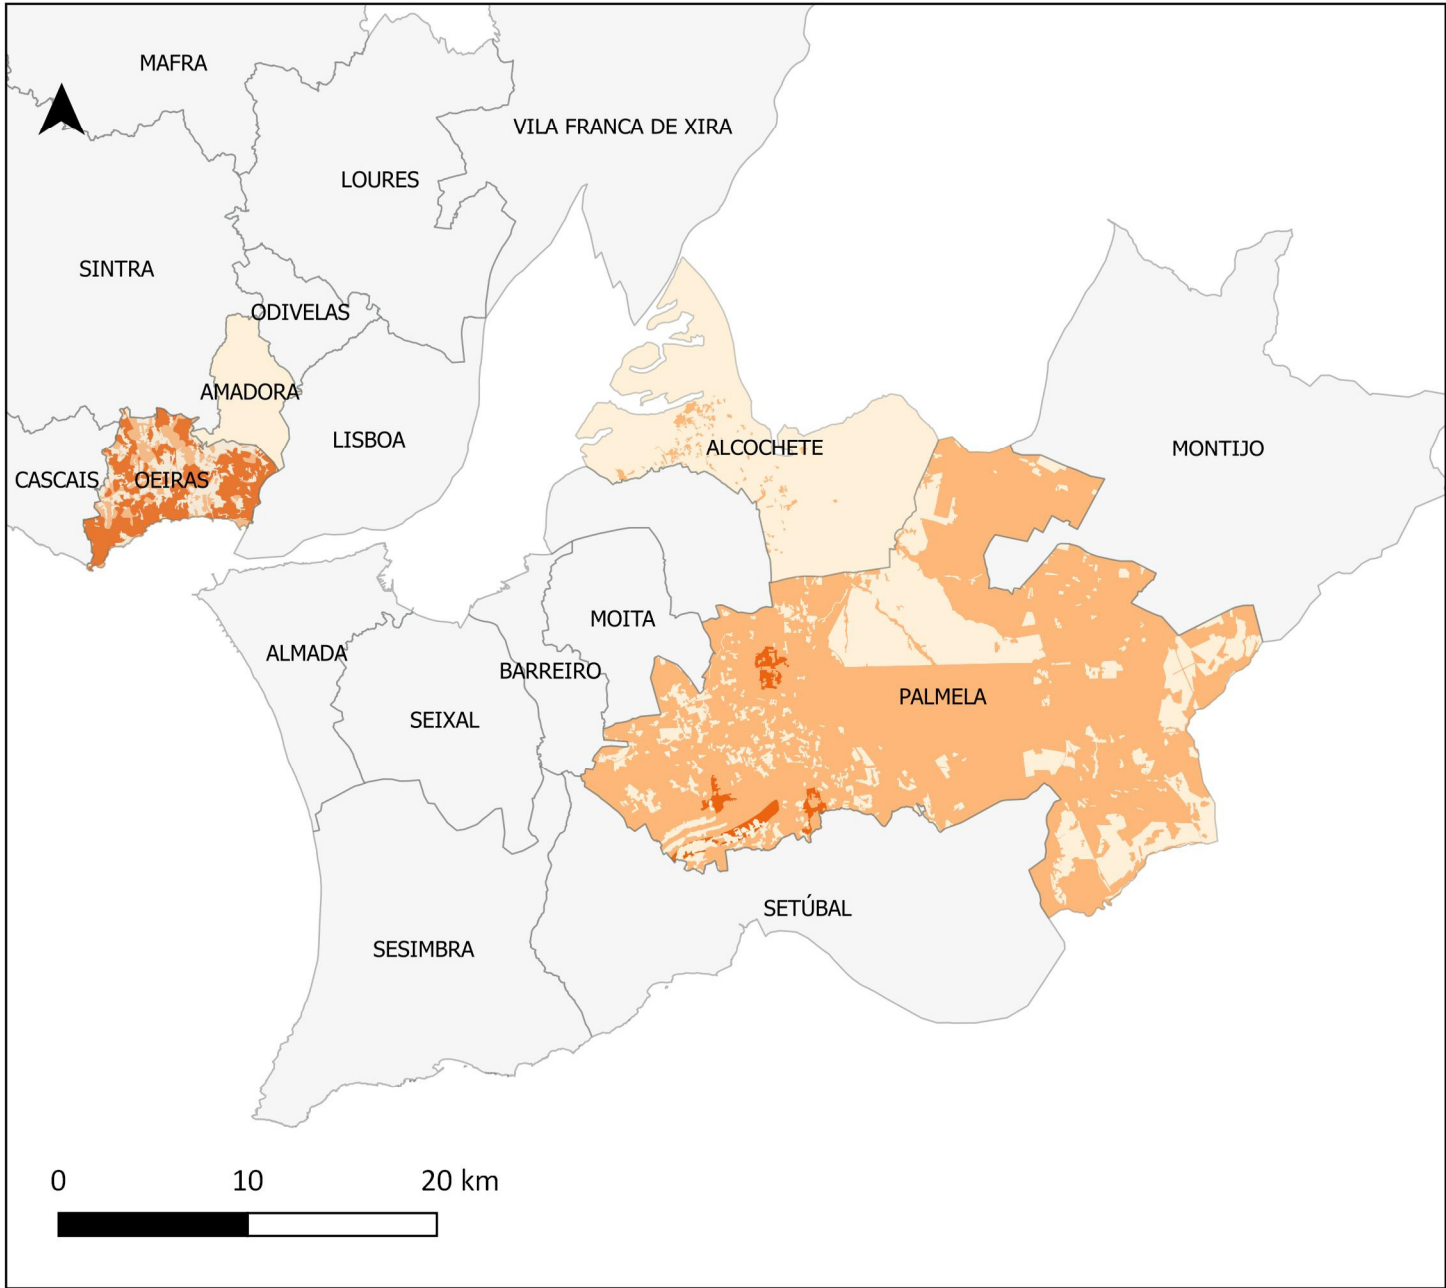 MAFRA
VILA FRANCA DE XIRA
LOURES
SINTRA
ODIVELAS
AMADORA
LISBOA
ALCOCHETE
MONTIJO
CASCAIS
OEIRAS
MOITA
ALMADA
BARREIRO
PALMELA
SEIXAL
SETÚBAL
SESIMBRA
0 10 20 km